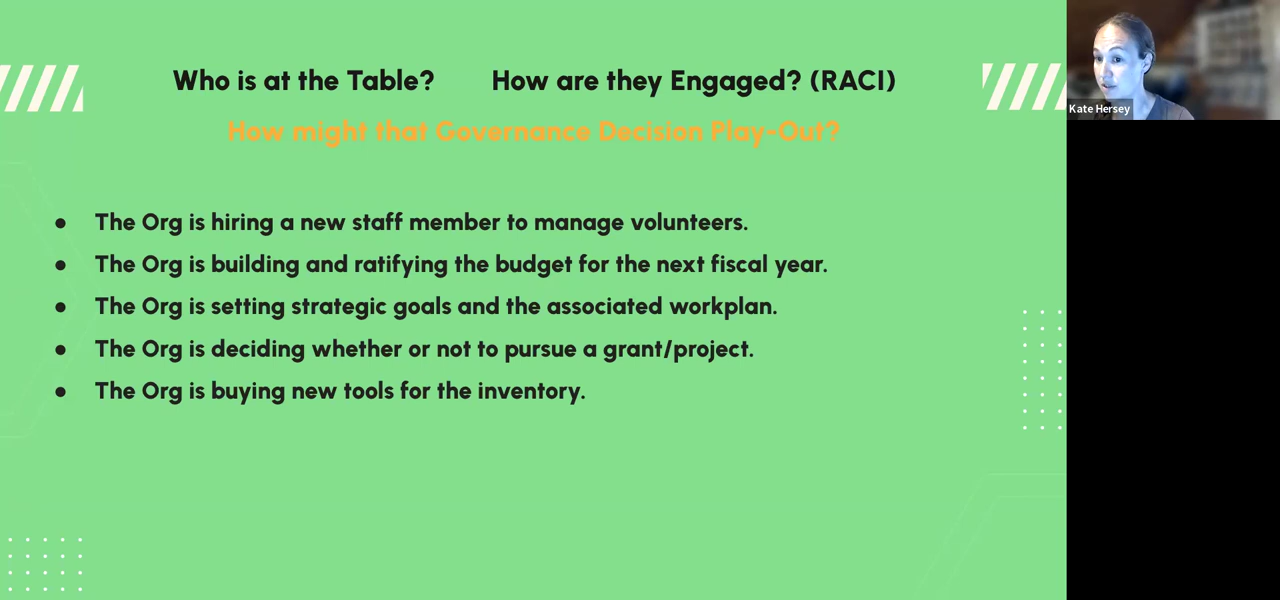 Who is at the Table? How are they Engaged? (RACI)
How might that Governance Decision Play-Out?
● The Org is hiring a new staff member to manage volunteers.
● The Org is building and ratifying the budget for the next fiscal year.
● The Org is setting strategic goals and the associated workplan.
● The Org is deciding whether or not to pursue a grant/project.
● The Org is buying new tools for the inventory.
Kate Hersey